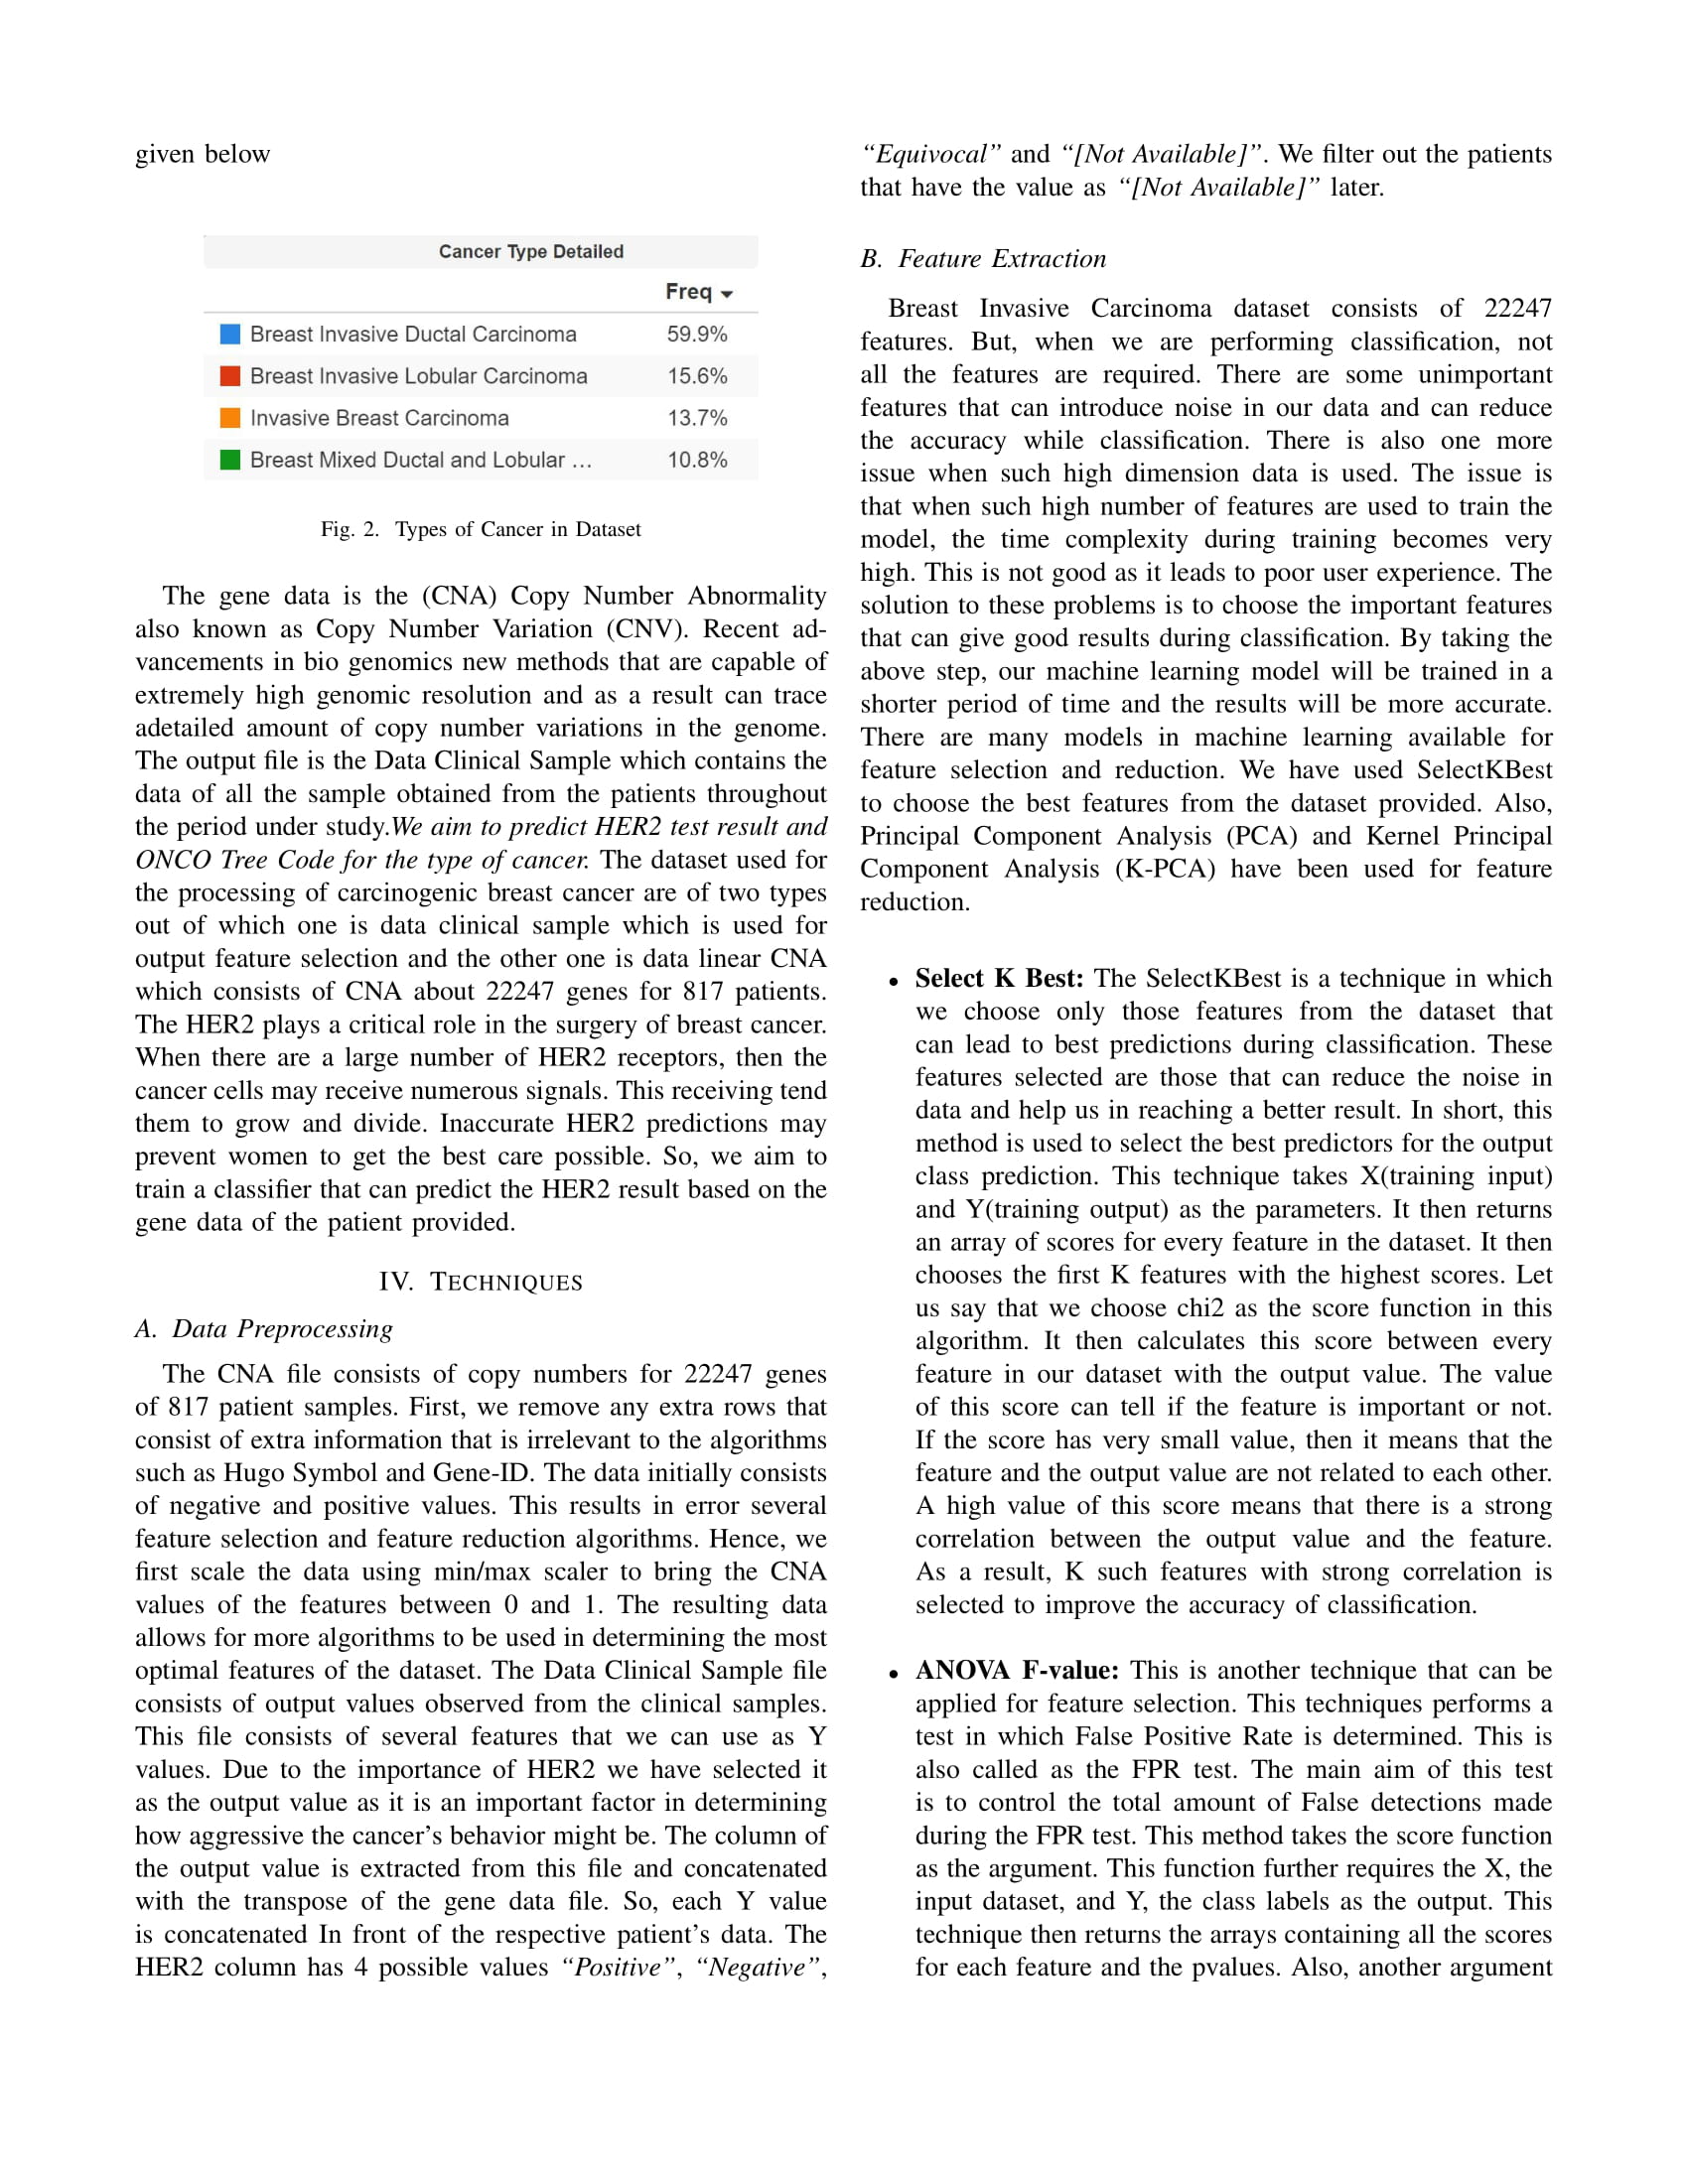 given below
Cancer Type Detailed
Freq
Breast Invasive Ductal Carcinoma 59.9%
Breast Invasive Lobular Carcinoma 15.6%
Invasive Breast Carcinoma 13.7%
Breast Mixed Ductal and Lobular ... 10.8%
Fig. 2. Types of Cancer in Dataset
The gene data is the (CNA) Copy Number Abnormality
also known as Copy Number Variation (CNV). Recent ad-
vancements in bio genomics new methods that are capable of
extremely high genomic resolution and as a result can trace
adetailed amount of copy number variations in the genome.
The output file is the Data Clinical Sample which contains the
data of all the sample obtained from the patients throughout
the period under study.We aim to predict HER2 test result and
ONCO Tree Code for the type of cancer. The dataset used for
the processing of carcinogenic breast cancer are of two types
out of which one is data clinical sample which is used for
output feature selection and the other one is data linear CNA
which consists of CNA about 22247 genes for 817 patients.
The HER2 plays a critical role in the surgery of breast cancer.
When there are a large number of HER2 receptors, then the
cancer cells may receive numerous signals. This receiving tend
them to grow and divide. Inaccurate HER2 predictions may
prevent women to get the best care possible. So, we aim to
train a classifier that can predict the HER2 result based on the
gene data of the patient provided.
IV. TECHNIQUES
A. Data Preprocessing
The CNA file consists of copy numbers for 22247 genes
of 817 patient samples. First, we remove any extra rows that
consist of extra information that is irrelevant to the algorithms
such as Hugo Symbol and Gene-ID. The data initially consists
of negative and positive values. This results in error several
feature selection and feature reduction algorithms. Hence, we
first scale the data using min/max scaler to bring the CNA
values of the features between 0 and 1. The resulting data
allows for more algorithms to be used in determining the most
optimal features of the dataset. The Data Clinical Sample file
consists of output values observed from the clinical samples.
This file consists of several features that we can use as Y
values. Due to the importance of HER2 we have selected it
as the output value as it is an important factor in determining
how aggressive the cancer's behavior might be. The column of
the output value is extracted from this file and concatenated
with the transpose of the gene data file. So, each Y value
is concatenated In front of the respective patient's data. The
HER2 column has 4 possible values “Positive”, “Negative”,
“Equivocal” and “[Not Available]”. We filter out the patients
that have the value as “[Not Available]” later.
B. Feature Extraction
Breast Invasive Carcinoma dataset consists of 22247
features. But, when we are performing classification, not
all the features are required. There are some unimportant
features that can introduce noise in our data and can reduce
the accuracy while classification. There is also one more
issue when such high dimension data is used. The issue is
that when such high number of features are used to train the
model, the time complexity during training becomes very
high. This is not good as it leads to poor user experience. The
solution to these problems is to choose the important features
that can give good results during classification. By taking the
above step, our machine learning model will be trained in a
shorter period of time and the results will be more accurate.
There are many models in machine learning available for
feature selection and reduction. We have used SelectKBest
to choose the best features from the dataset provided. Also,
Principal Component Analysis (PCA) and Kernel Principal
Component Analysis (K-PCA) have been used for feature
reduction.
• Select K Best: The SelectKBest is a technique in which
we choose only those features from the dataset that
can lead to best predictions during classification. These
features selected are those that can reduce the noise in
data and help us in reaching a better result. In short, this
method is used to select the best predictors for the output
class prediction. This technique takes X(training input)
and Y(training output) as the parameters. It then returns
an array of scores for every feature in the dataset. It then
chooses the first K features with the highest scores. Let
us say that we choose chi2 as the score function in this
algorithm. It then calculates this score between every
feature in our dataset with the output value. The value
of this score can tell if the feature is important or not.
If the score has very small value, then it means that the
feature and the output value are not related to each other.
A high value of this score means that there is a strong
correlation between the output value and the feature.
As a result, K such features with strong correlation is
selected to improve the accuracy of classification.
• ANOVA F-value: This is another technique that can be
applied for feature selection. This techniques performs a
test in which False Positive Rate is determined. This is
also called as the FPR test. The main aim of this test
is to control the total amount of False detections made
during the FPR test. This method takes the score function
as the argument. This function further requires the X, the
input dataset, and Y, the class labels as the output. This
technique then returns the arrays containing all the scores
for each feature and the pvalues. Also, another argument